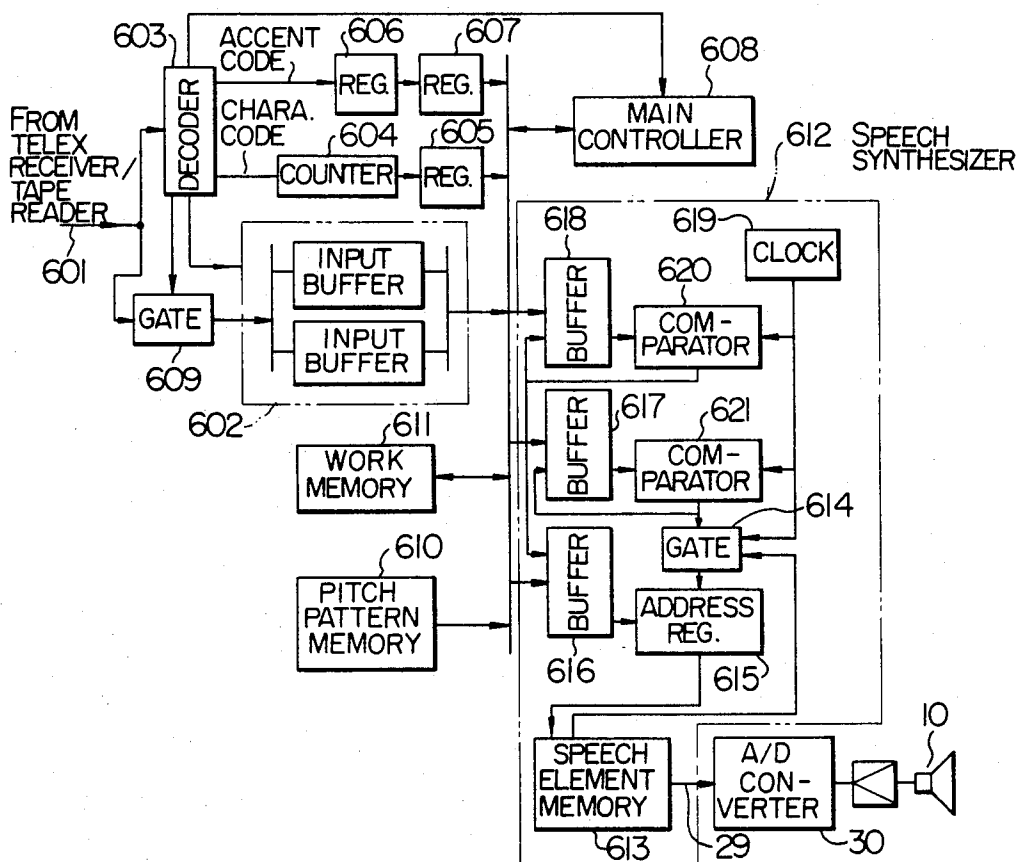 603
ACCENT
CODE
606
607
608
DECODER
REG.
REG.
MAIN
CONTROLLER
FROM
TELEX
RECEIVER/
TAPE
READER
CHARA.
CODE
604
605
COUNTER
REG.
612
SPEECH
SYNTHESIZER
601
618
619
CLOCK
INPUT
BUFFER
INPUT
BUFFER
BUFFER
620
COM-
PARATOR
GATE
609
602
617
621
611
WORK
MEMORY
BUFFER
COM-
PARATOR
614
GATE
610
PITCH
PATTERN
MEMORY
BUFFER
ADDRESS
REG.
616
615
10
SPEECH
ELEMENT
MEMORY
A/D
CON-
VERTER
613
29
30